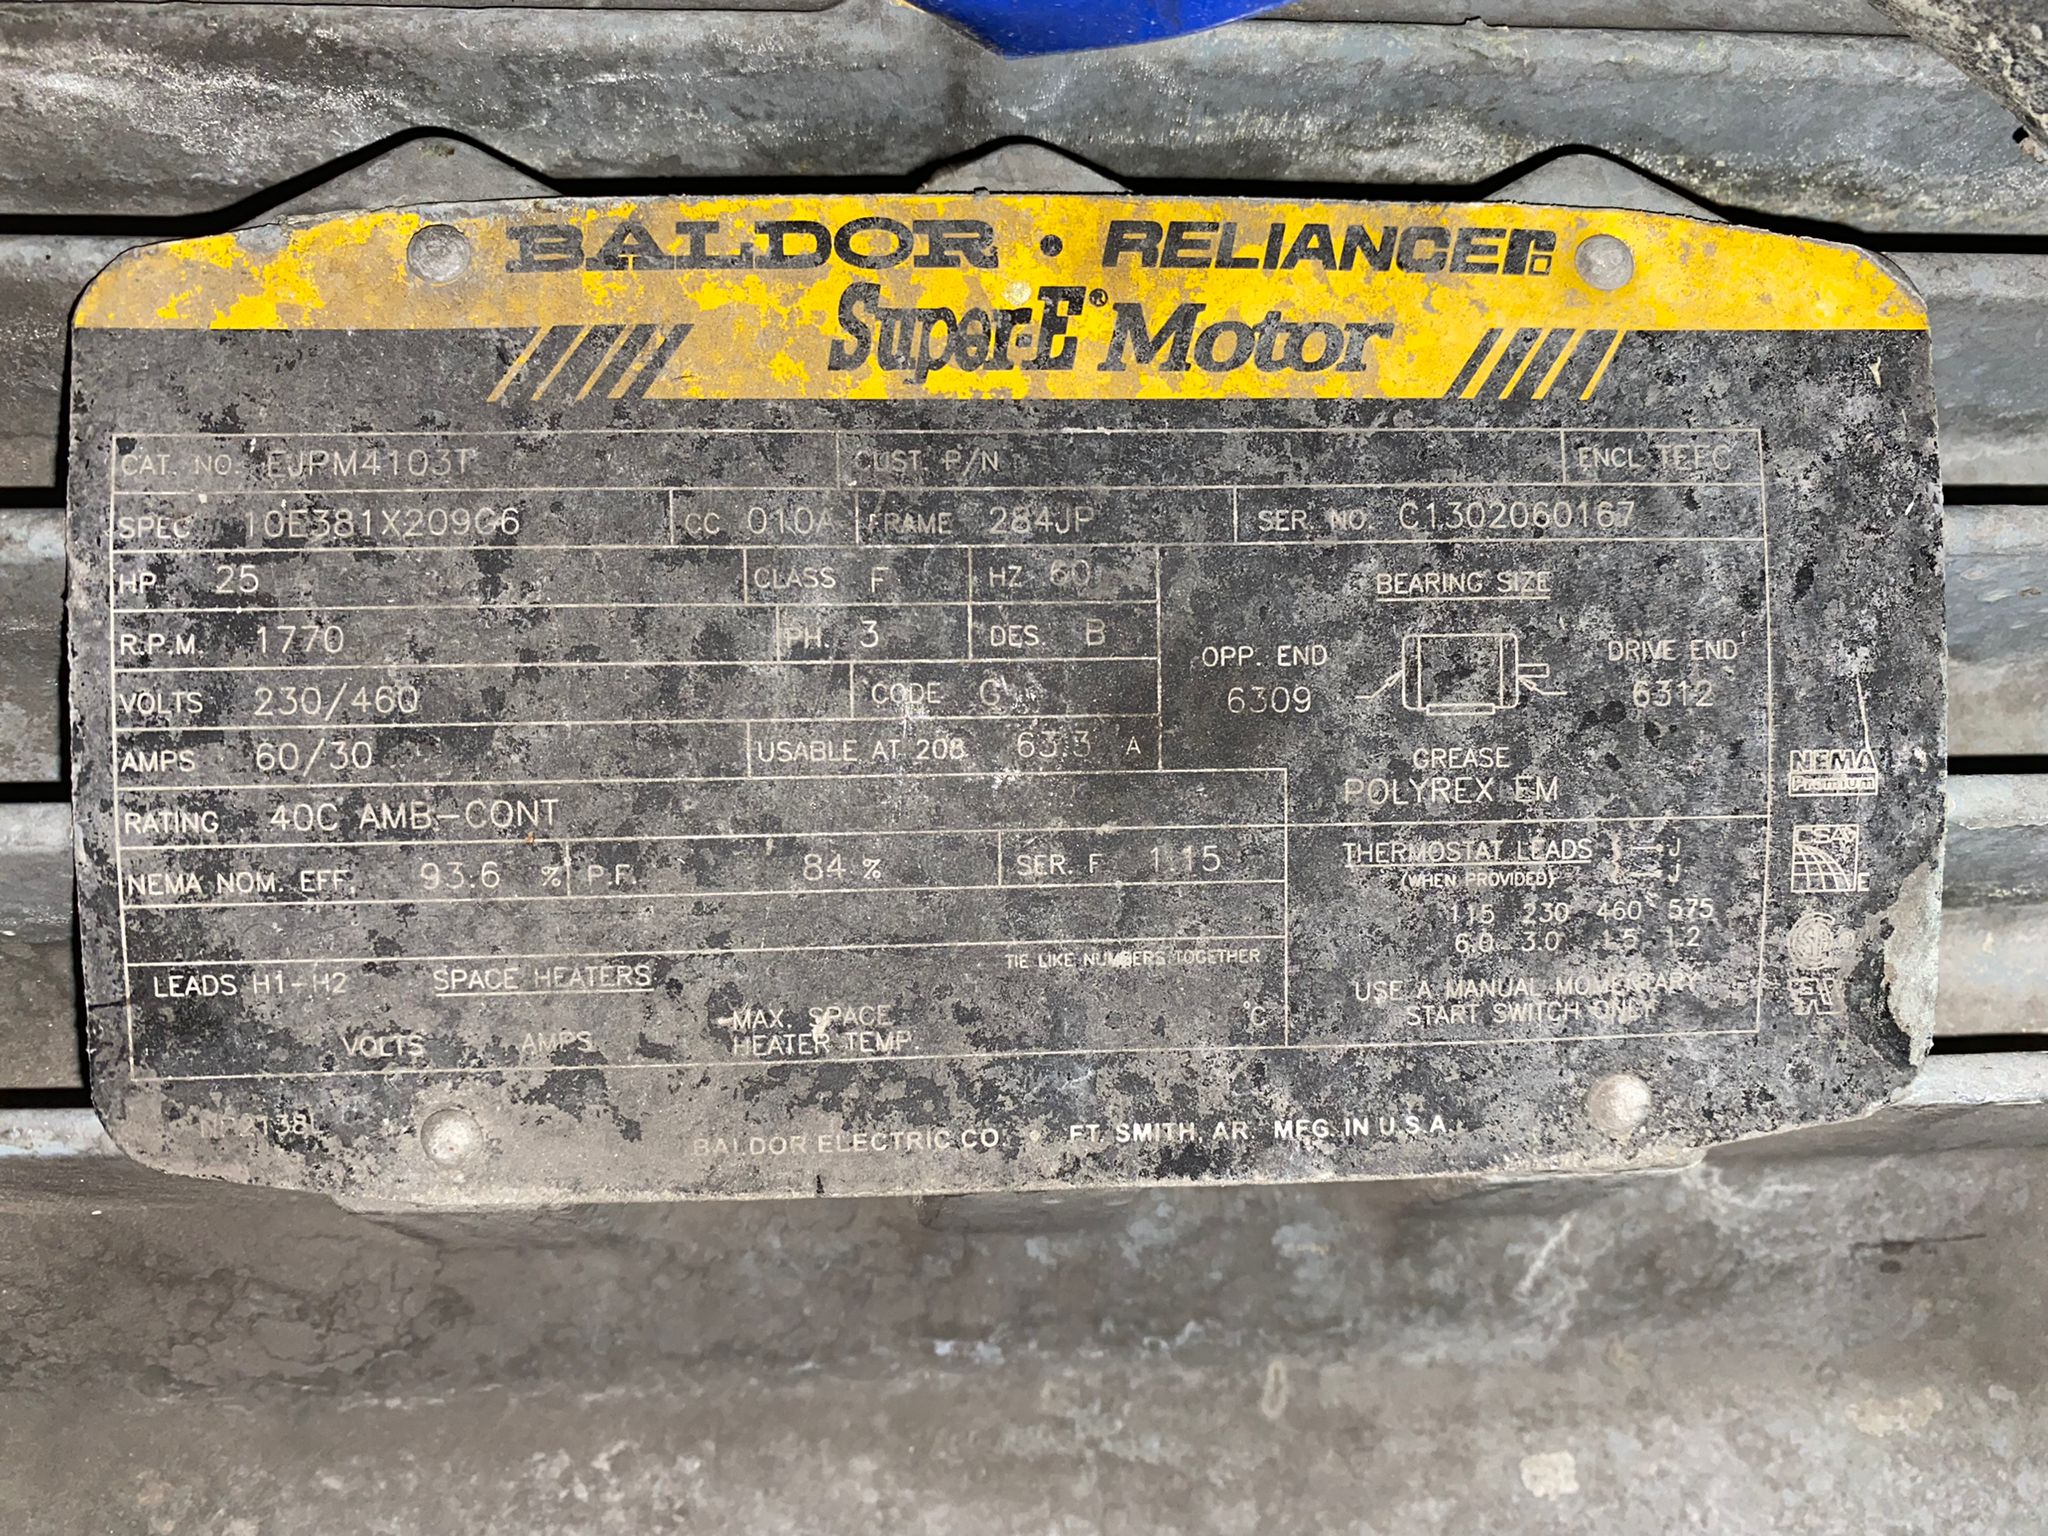 BALDOR • RELIANCER
Super-E® Motor
CAT. NO. EJPM4103T CUST. P/N ENCL TEFC
SPEC 10E381X209G6 CC 010A FRAME 284JP SER. NO. C1302060167
HP 25 CLASS F HZ 60
BEARING SIZE
R.P.M. 1770 PH. 3 DES. B
OPP. END DRIVE END
6309 6312
VOLTS 230/460 CODE G
AMPS 60/30 USABLE AT 208 63.3 A
GREASE
POLYREX EM
RATING 40C AMB-CONT
NEMA NOM. EFF. 93.6 % P.F. 84 % SER. F 1.15
THERMOSTAT LEADS J
(WHEN PROVIDED) J
115 230 460 575
6.0 3.0 1.5 1.2
USE A MANUAL MOMENTARY
START SWITCH ONLY
TIE LIKE NUMBERS TOGETHER
LEADS H1-H2 SPACE HEATERS
VOLTS AMPS MAX. SPACE
HEATER TEMP. °C
NEMA
Premium
CSA
E
NP2138L
BALDOR ELECTRIC CO. • FT. SMITH, AR. MFG. IN U.S.A.